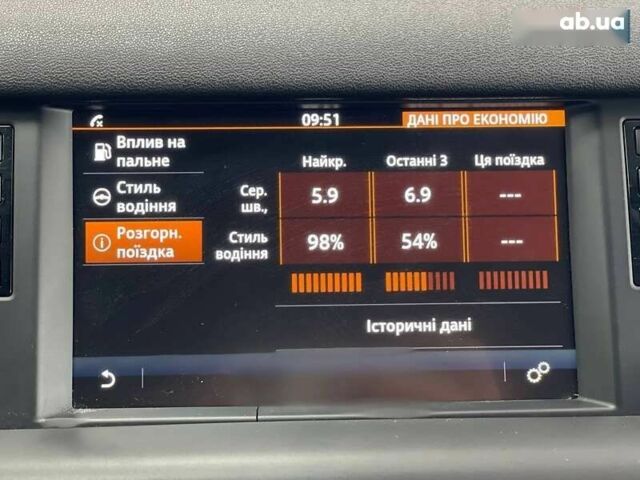 ab.ua
09:51
ДАНІ ПРО ЕКОНОМІЮ
Вплив на
пальне
Стиль
водіння
Розгорн.
поїздка
Найкр.
Останні 3
Ця поїздка
Сер.
шв.,
5.9
6.9
---
Стиль
водіння
98%
54%
---
Історичні дані